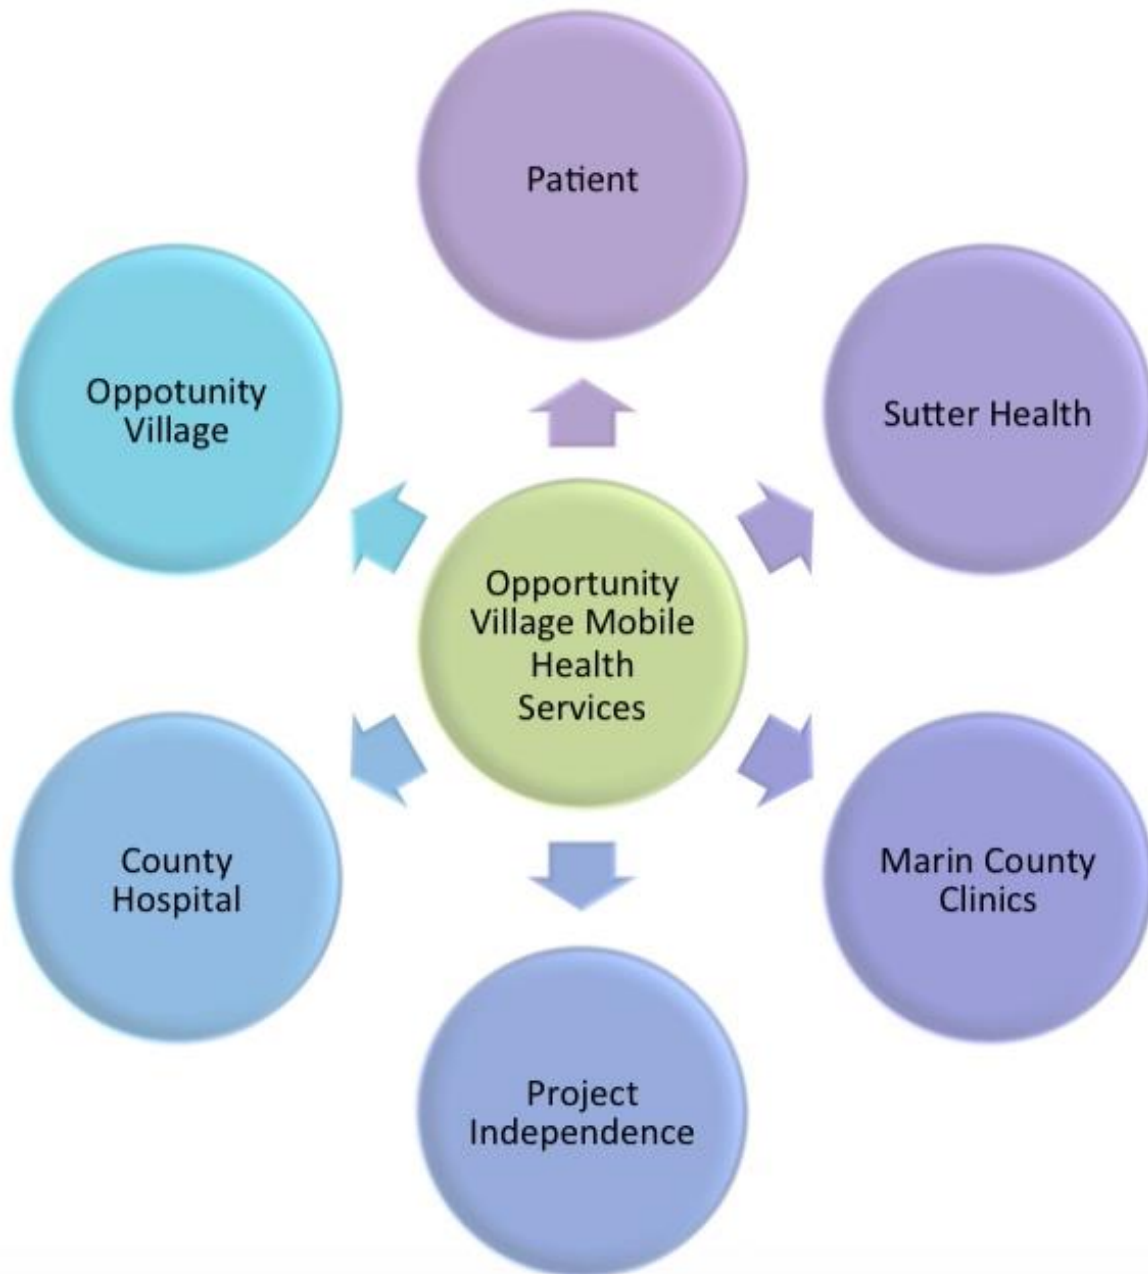 Patient
Oppotunity
Village
Sutter Health
Opportunity
Village Mobile
Health
Services
County
Hospital
Marin County
Clinics
Project
Independence